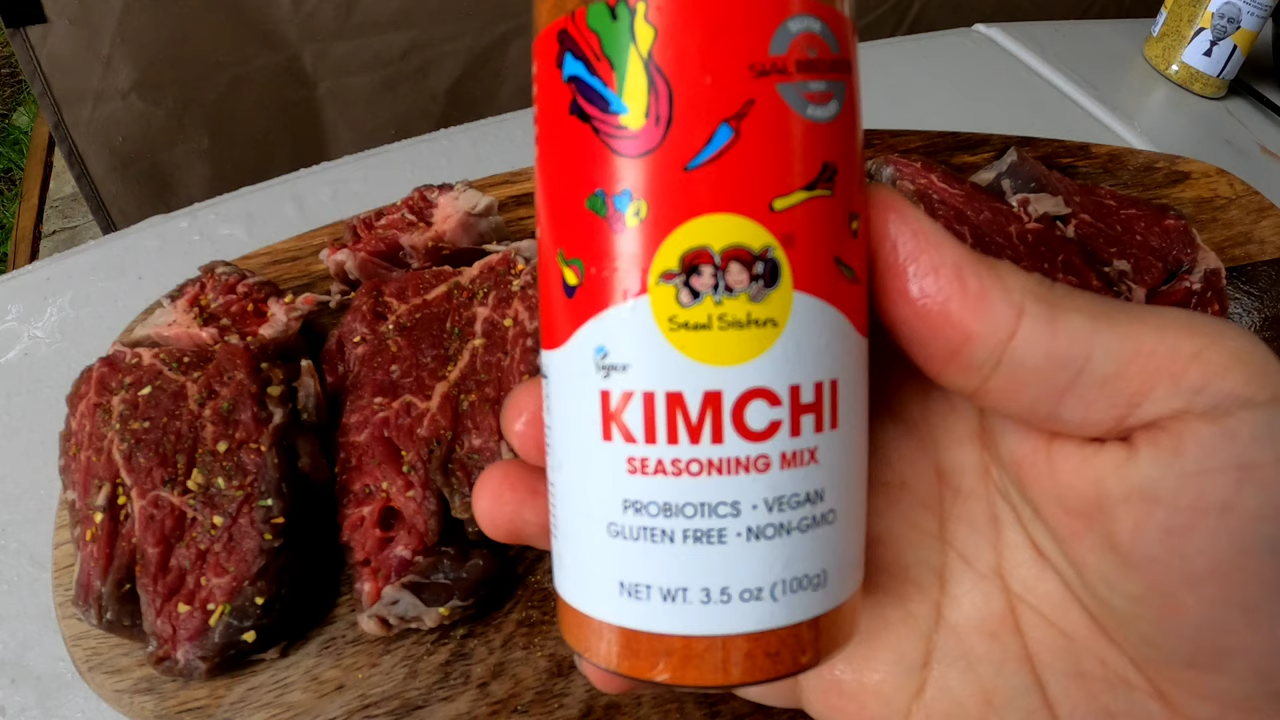 Seoul Sisters
Vegan
KIMCHI
SEASONING MIX
PROBIOTICS • VEGAN
GLUTEN FREE • NON-GMO
NET WT. 3.5 oz (100g)